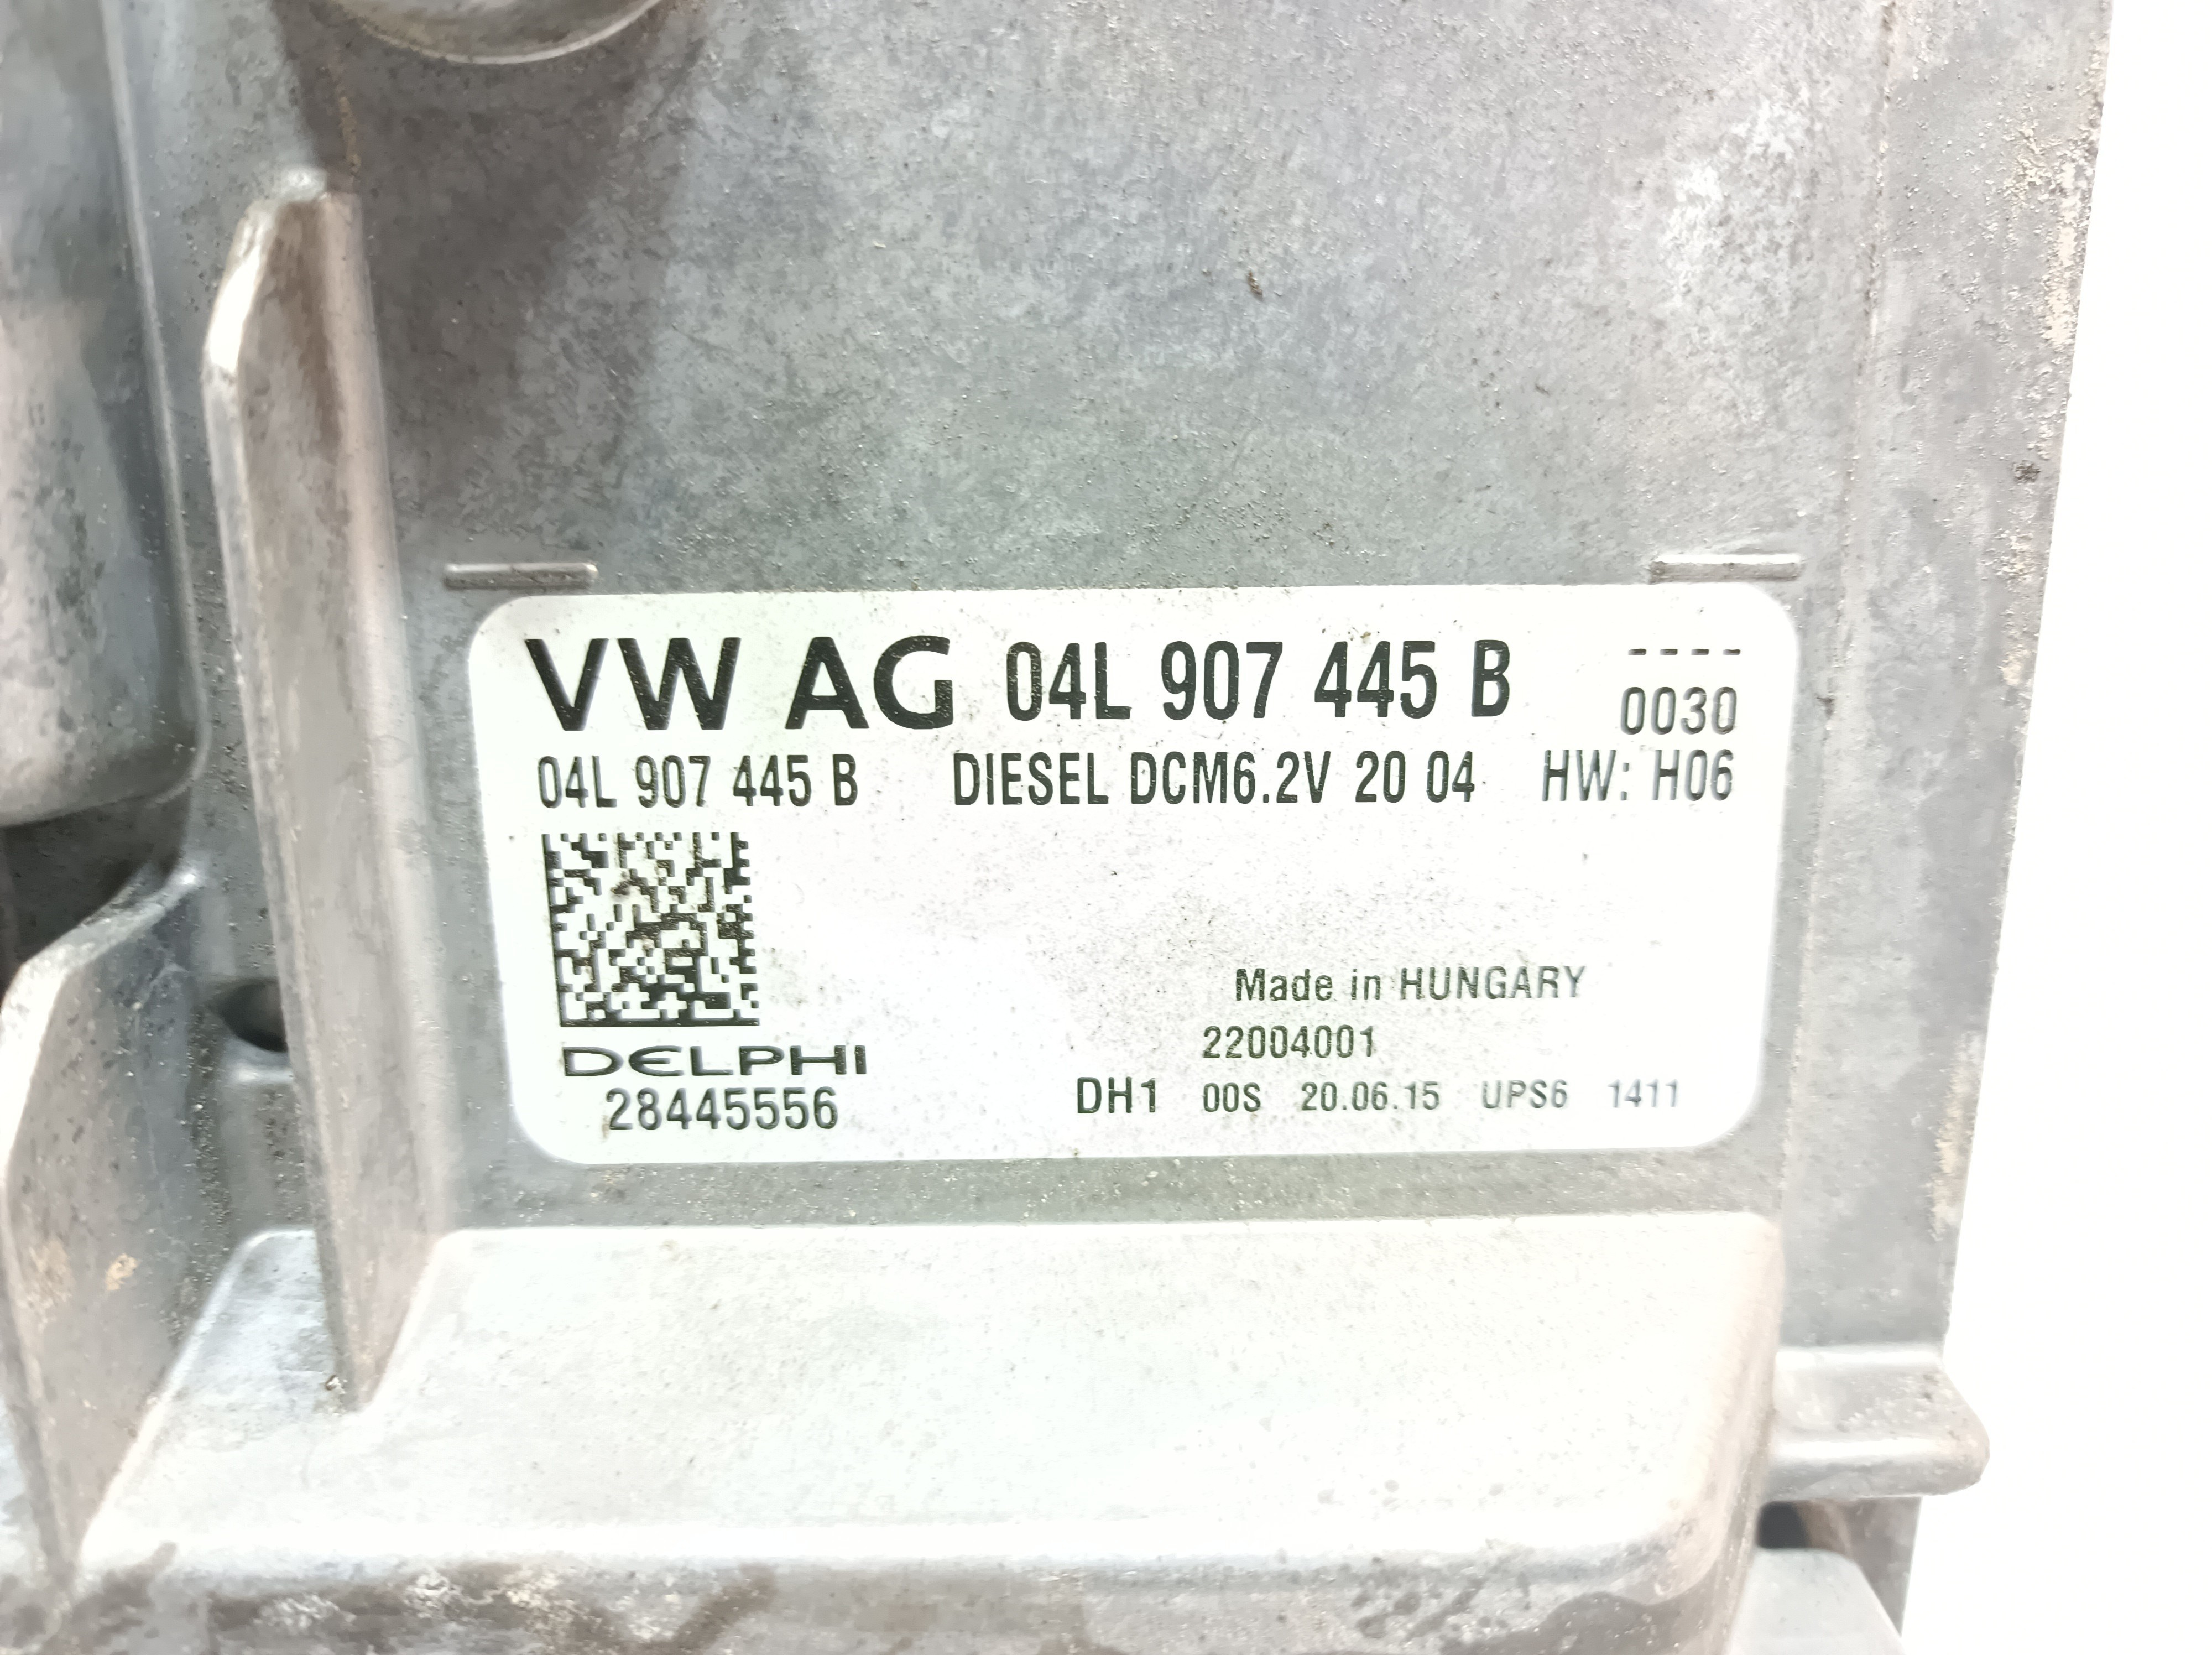 VW AG 04L 907 445 B ----
0030
04L 907 445 B DIESEL DCM6.2V 20 04 HW: H06
Made in HUNGARY
22004001
DELPHI
28445556
DH1 00S 20.06.15 UPS6 1411